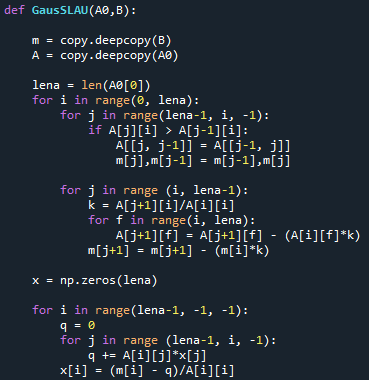 def GausSLAU(A0,B):
    m = copy.deepcopy(B)
    A = copy.deepcopy(A0)
    lena = len(A0[0])
    for i in range(0, lena):
        for j in range(lena-1, i, -1):
            if A[j][i] > A[j-1][i]:
                A[[j, j-1]] = A[[j-1, j]]
                m[j],m[j-1] = m[j-1],m[j]
        for j in range (i, lena-1):
            k = A[j+1][i]/A[i][i]
            for f in range(i, lena):
                A[j+1][f] = A[j+1][f] - (A[i][f]*k)
            m[j+1] = m[j+1] - (m[i]*k)
    x = np.zeros(lena)
    for i in range(lena-1, -1, -1):
        q = 0
        for j in range (lena-1, i, -1):
            q += A[i][j]*x[j]
        x[i] = (m[i] - q)/A[i][i]